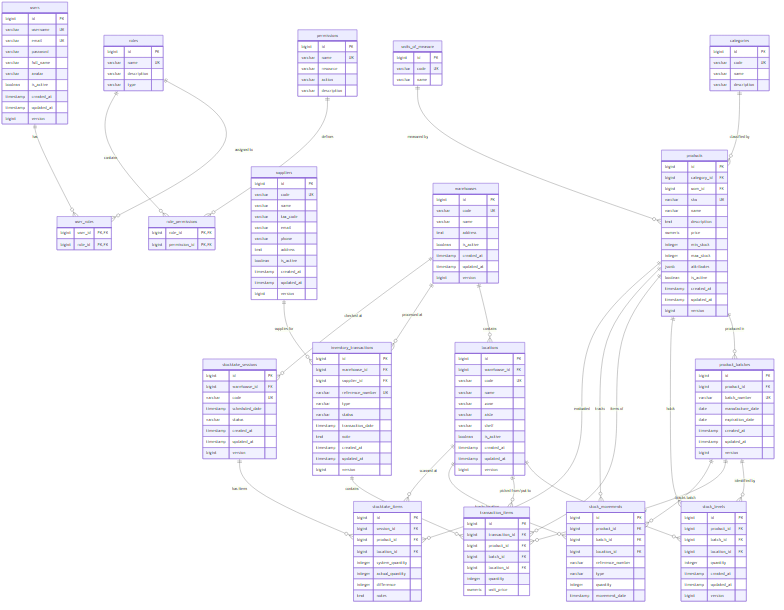 users
bigint id PK
varchar username UK
varchar email UK
varchar password
varchar full_name
varchar avatar
boolean is_active
timestamp created_at
timestamp updated_at
bigint version
roles
bigint id PK
varchar name UK
varchar description
varchar type
permissions
bigint id PK
varchar name UK
varchar resource
varchar action
varchar description
units_of_measure
bigint id PK
varchar code UK
varchar name
categories
bigint id PK
varchar code UK
varchar name
varchar description
has
contains
assigned to
defines
measured by
classified by
user_roles
bigint user_id PK,FK
bigint role_id PK,FK
role_permissions
bigint role_id PK,FK
bigint permission_id PK,FK
suppliers
bigint id PK
varchar code UK
varchar name
varchar tax_code
varchar email
varchar phone
text address
boolean is_active
timestamp created_at
timestamp updated_at
bigint version
warehouses
bigint id PK
varchar code UK
varchar name
text address
boolean is_active
timestamp created_at
timestamp updated_at
bigint version
products
bigint id PK
bigint category_id FK
bigint uom_id FK
varchar sku UK
varchar name
text description
numeric price
integer min_stock
integer max_stock
jsonb attributes
boolean is_active
timestamp created_at
timestamp updated_at
bigint version
supplies to
checked at
processed at
contains
produced in
stocktake_sessions
bigint id PK
bigint warehouse_id FK
varchar code UK
timestamp scheduled_date
varchar status
timestamp created_at
timestamp updated_at
bigint version
inventory_transactions
bigint id PK
bigint warehouse_id FK
bigint supplier_id FK
varchar reference_number UK
varchar type
varchar status
timestamp transaction_date
text note
timestamp created_at
timestamp updated_at
bigint version
locations
bigint id PK
bigint warehouse_id FK
varchar code UK
varchar name
varchar zone
varchar aisle
varchar shelf
boolean is_active
timestamp created_at
timestamp updated_at
bigint version
product_batches
bigint id PK
bigint product_id FK
varchar batch_number UK
date manufacture_date
date expiration_date
timestamp created_at
timestamp updated_at
bigint version
has items
contains
counted at
picked from/put to
evaluated
tracks
items of
identified by
stocktake_items
bigint id PK
bigint session_id FK
bigint product_id FK
bigint location_id FK
integer system_quantity
integer actual_quantity
integer difference
text notes
transaction_items
bigint id PK
bigint transaction_id FK
bigint product_id FK
bigint batch_id FK
bigint location_id FK
integer quantity
numeric unit_price
stock_movements
bigint id PK
bigint product_id FK
bigint batch_id FK
bigint location_id FK
varchar reference_number
varchar type
integer quantity
timestamp movement_date
stock_levels
bigint id PK
bigint product_id FK
bigint batch_id FK
bigint location_id FK
integer quantity
timestamp created_at
timestamp updated_at
bigint version